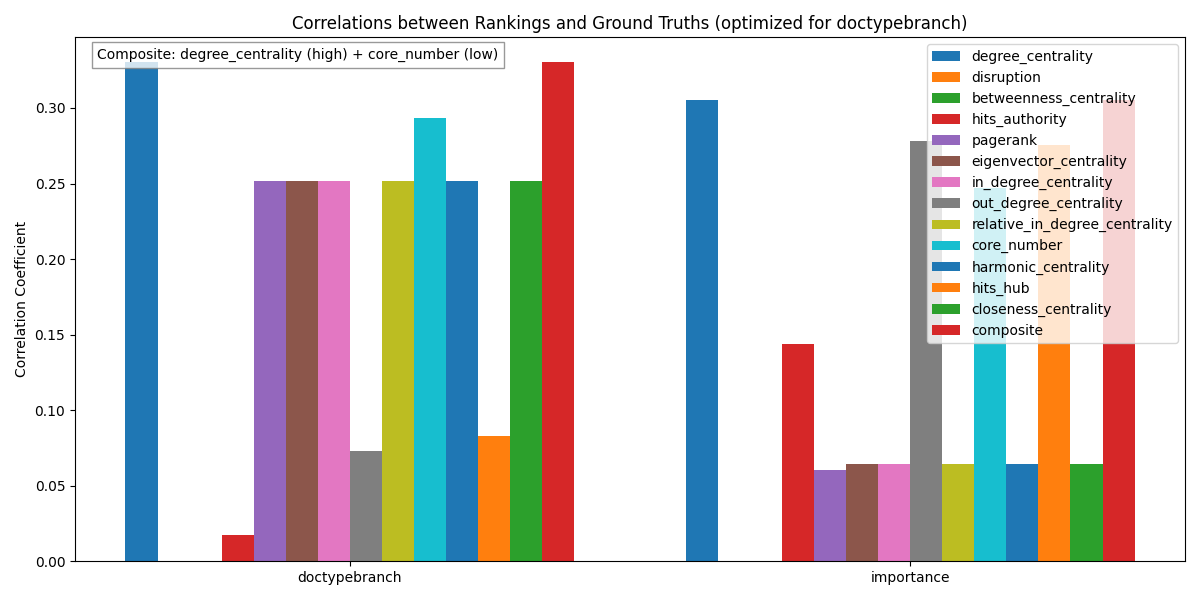 Correlations between Rankings and Ground Truths (optimized for doctypebranch)
Composite: degree_centrality (high) + core_number (low)
degree_centrality
disruption
betweenness_centrality
hits_authority
pagerank
eigenvector_centrality
in_degree_centrality
out_degree_centrality
relative_in_degree_centrality
core_number
harmonic_centrality
hits_hub
closeness_centrality
composite
Correlation Coefficient
0.30
0.25
0.20
0.15
0.10
0.05
0.00
doctypebranch
importance